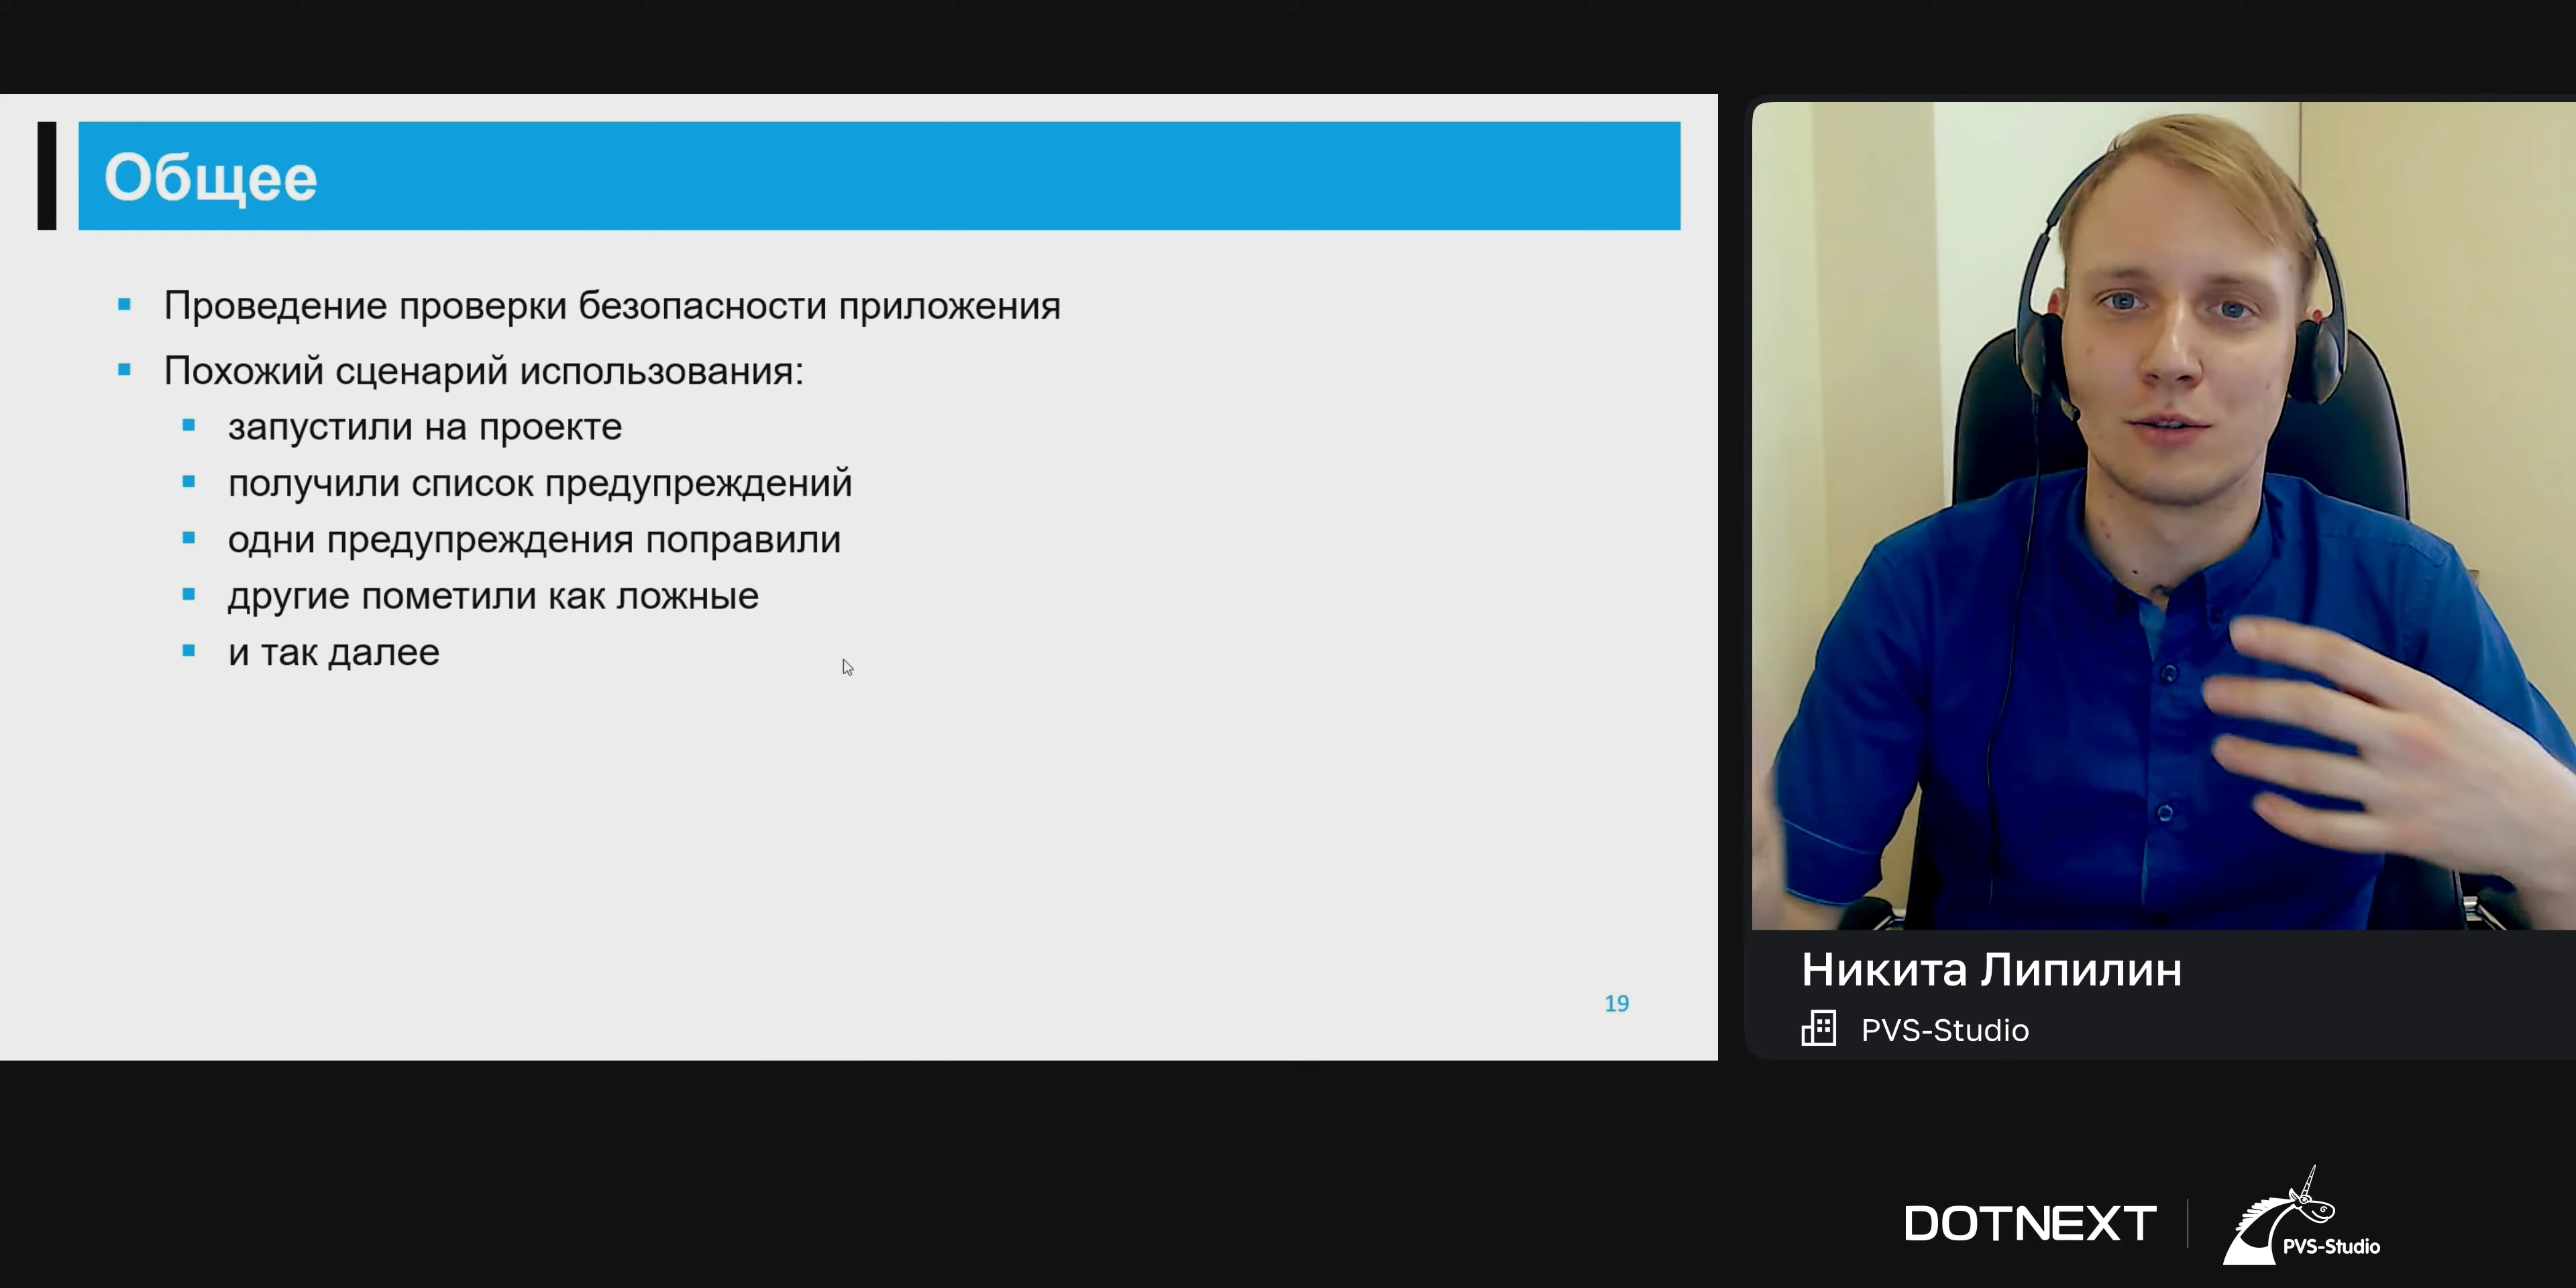 Общее
Проведение проверки безопасности приложения
Похожий сценарий использования:
запустили на проекте
получили список предупреждений
одни предупреждения поправили
другие пометили как ложные
и так далее
19
Никита Липилин
PVS-Studio
DOTNEXT
PVS-Studio